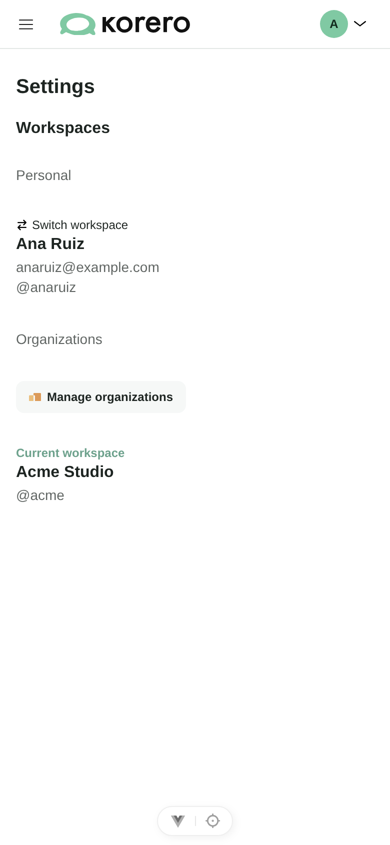 korero
A
Settings
Workspaces
Personal
Switch workspace
Ana Ruiz
anaruiz@example.com
@anaruiz
Organizations
Manage organizations
Current workspace
Acme Studio
@acme